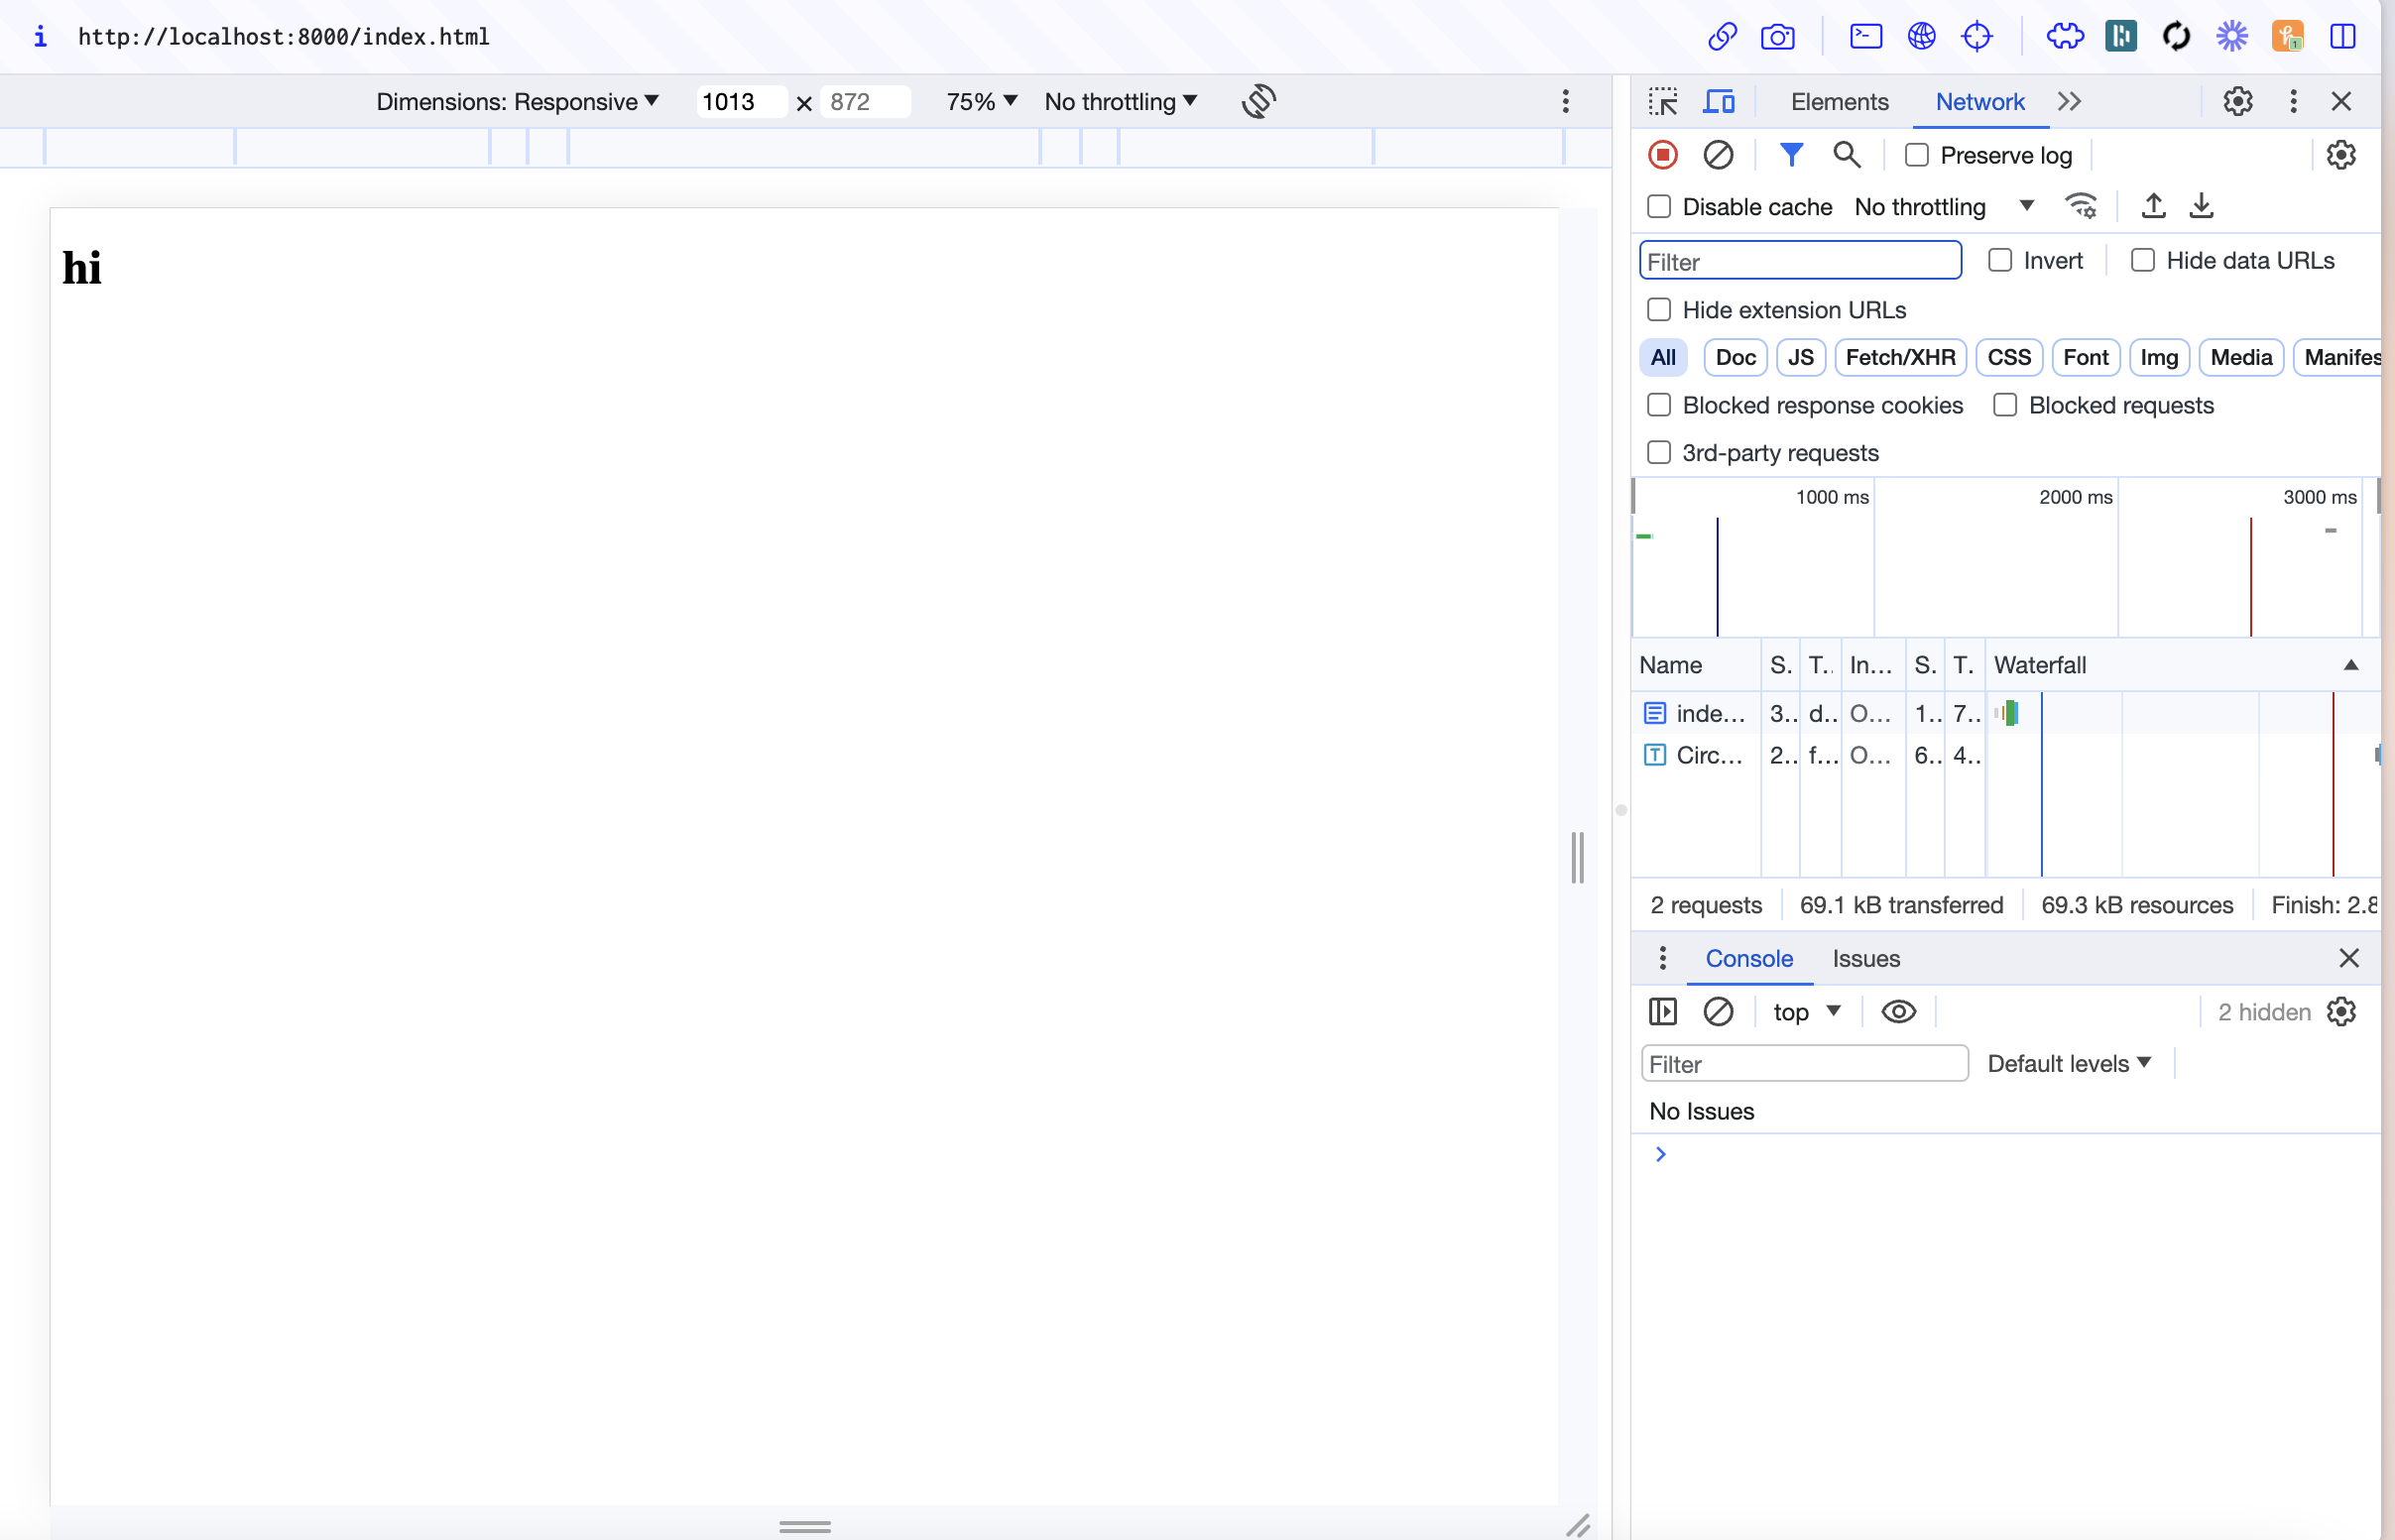 http://localhost:8000/index.html
Dimensions: Responsive 1013 × 872 75% No throttling
hi
Elements Network
Preserve log
Disable cache No throttling
Filter Invert Hide data URLs
Hide extension URLs
All Doc JS Fetch/XHR CSS Font Img Media Manifes
Blocked response cookies Blocked requests
3rd-party requests
1000 ms 2000 ms 3000 ms
Name S. T.. In... S. T. Waterfall
inde... 3.. d.. O... 1.. 7..
Circ... 2.. f... O... 6.. 4..
2 requests 69.1 kB transferred 69.3 kB resources Finish: 2.8
Console Issues
top 2 hidden
Filter Default levels
No Issues